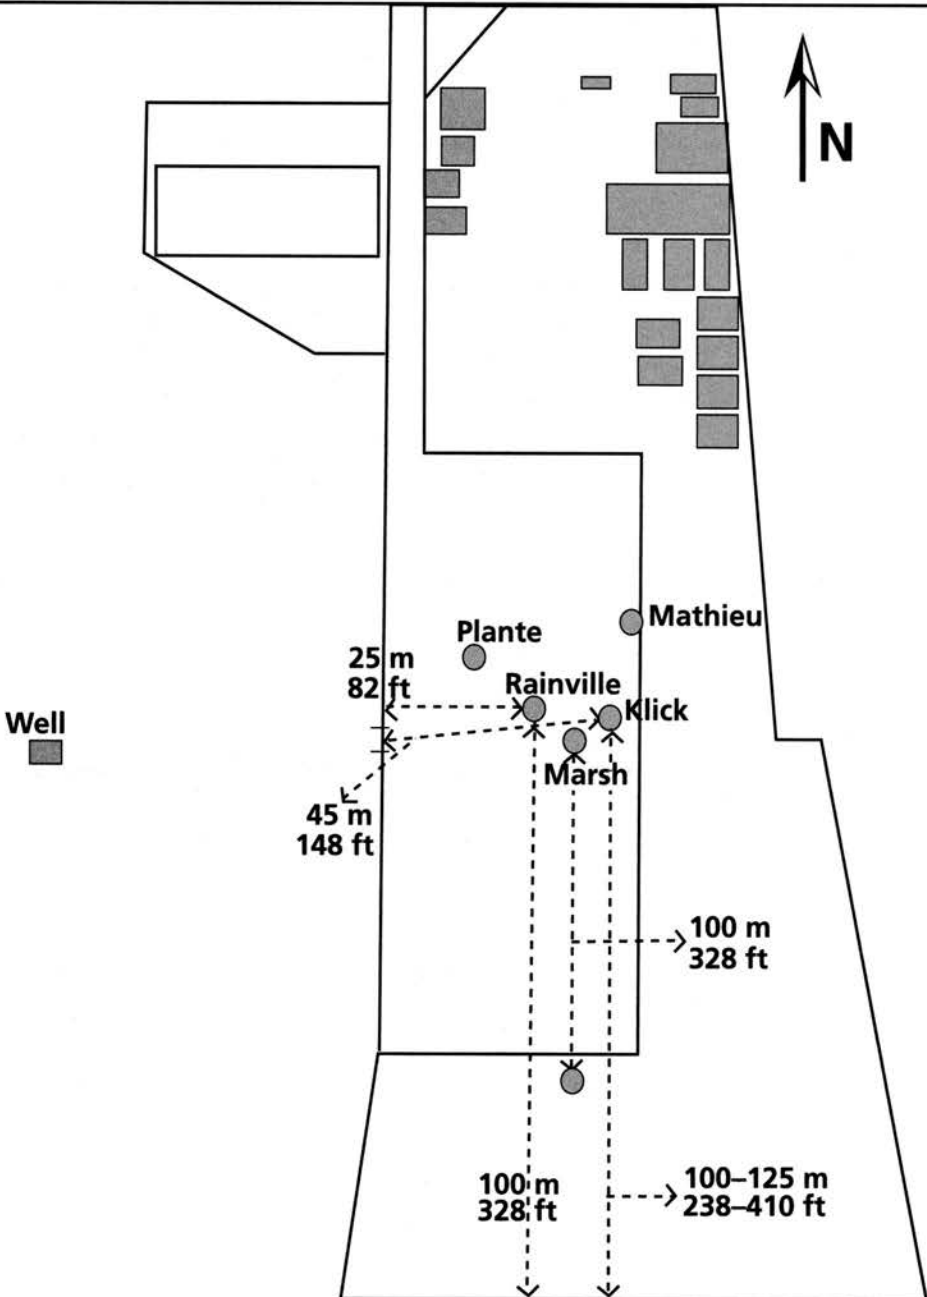 N
Mathieu
Plante
25 m
82 ft
Rainville
Klick
Well
Marsh
45 m
148 ft
100 m
328 ft
100 m
328 ft
100–125 m
238–410 ft